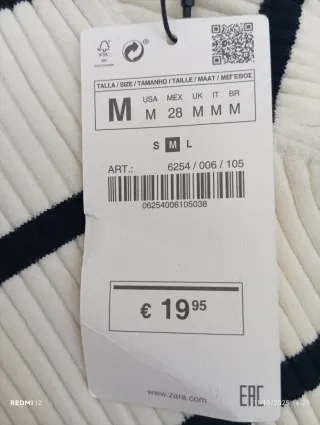 TALLA / SIZE / TAMANHO / TAILLE / MAAT / ΜΕΓΕΘΟΣ
M
USA MEX UK IT BR
M 28 M M M
S M L
ART.: 6254 / 006 / 105
06254006105038
€ 19 95
www.zara.com
EAC
REDMI 12